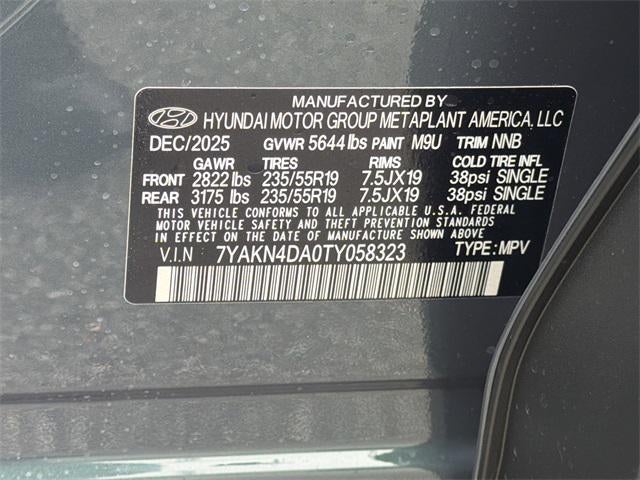 MANUFACTURED BY
HYUNDAI MOTOR GROUP METAPLANT AMERICA, LLC
DEC/2025 GVWR 5644 lbs PAINT M9U TRIM NNB
GAWR TIRES RIMS COLD TIRE INFL
FRONT 2822 lbs 235/55R19 7.5JX19 38psi SINGLE
REAR 3175 lbs 235/55R19 7.5JX19 38psi SINGLE
THIS VEHICLE CONFORMS TO ALL APPLICABLE U.S.A. FEDERAL
MOTOR VEHICLE SAFETY AND THEFT PREVENTION STANDARDS
IN EFFECT ON THE DATE OF MANUFACTURE SHOWN ABOVE.
V.I.N 7YAKN4DA0TY058323 TYPE: MPV